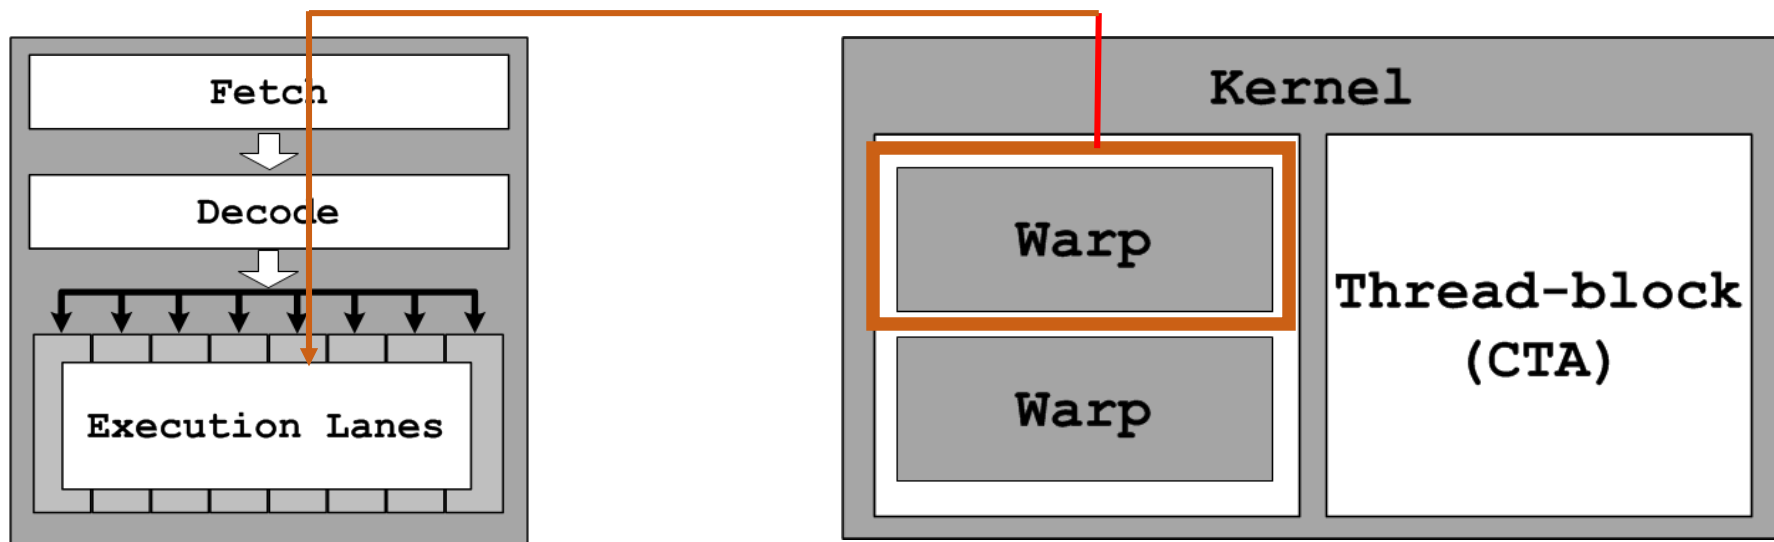 Fetch
Decode
Execution Lanes
Kernel
Warp
Warp
Thread-block
(CTA)